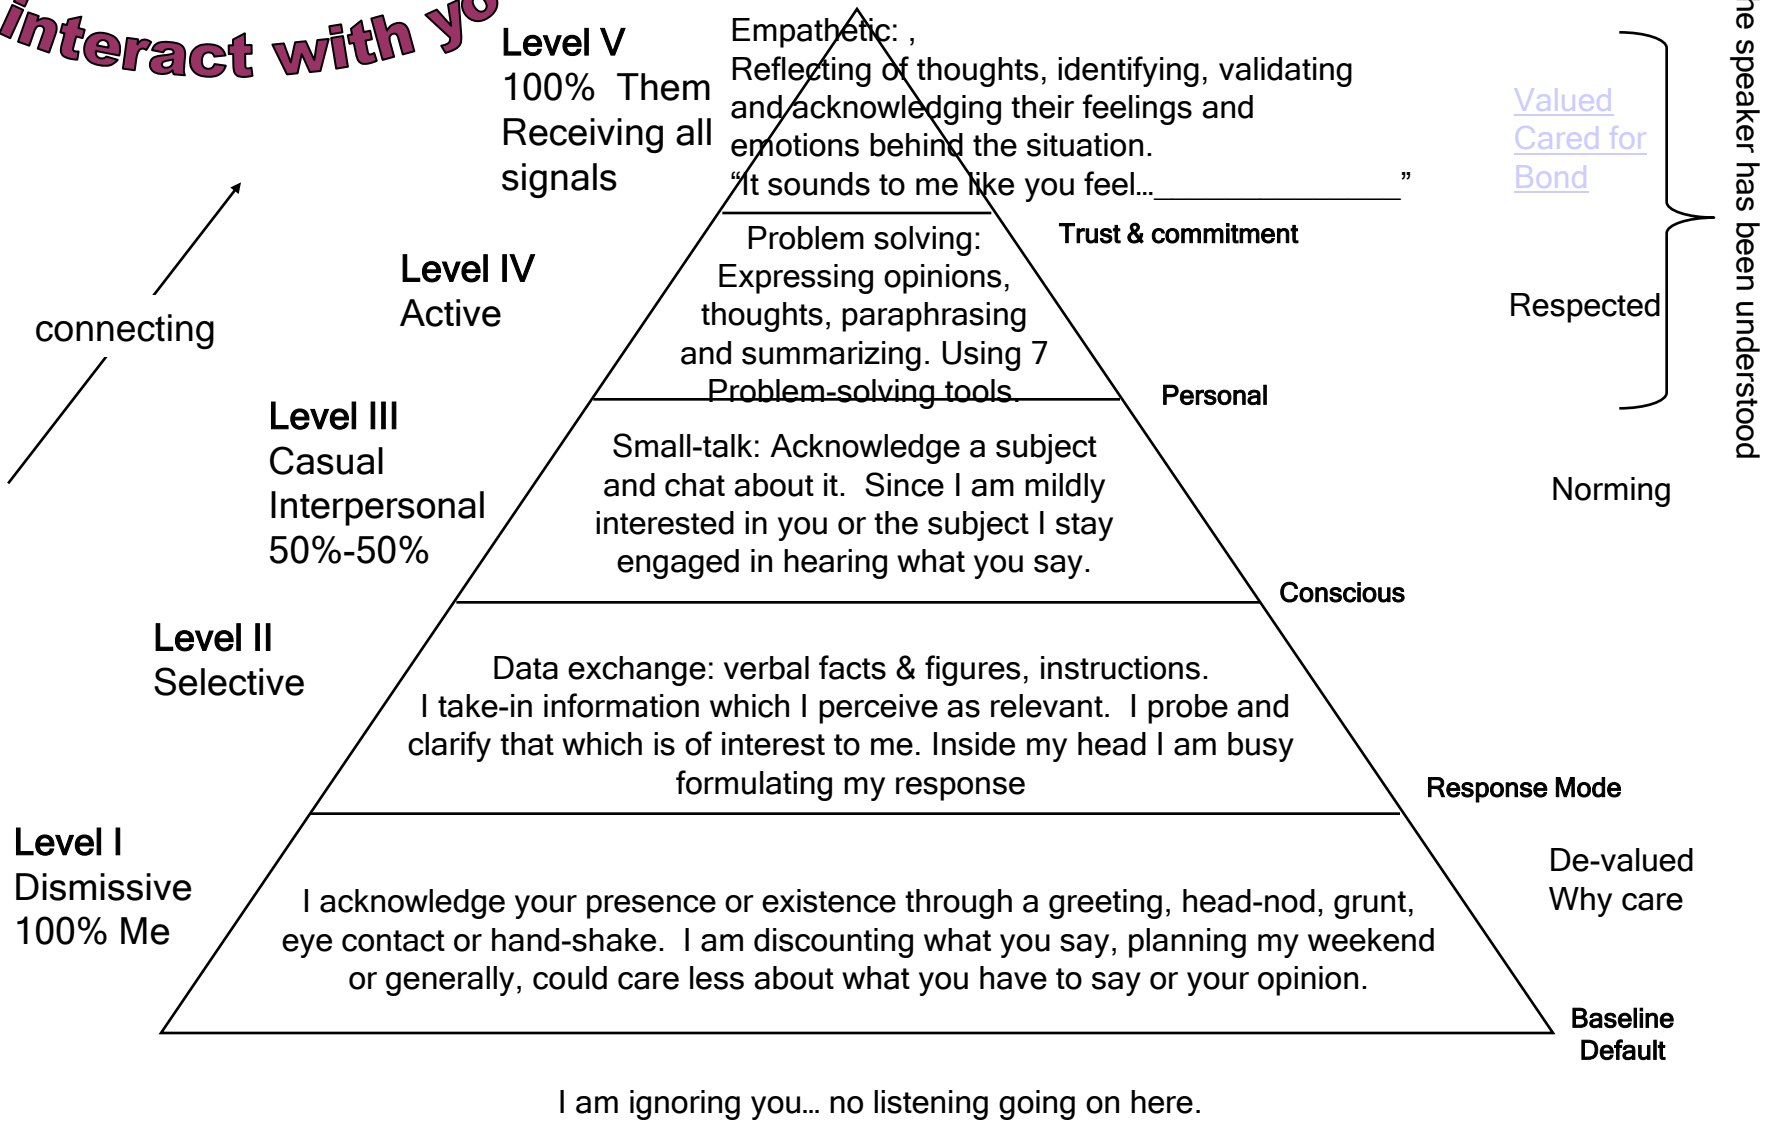 interact with yo
Level V
100% Them
Receiving all
signals
Empathetic: ,
Reflecting of thoughts, identifying, validating
and acknowledging their feelings and
emotions behind the situation.
“It sounds to me like you feel…______________”
Valued
Cared for
Bond
he speaker has been understood
Trust & commitment
Level IV
Active
Problem solving:
Expressing opinions,
thoughts, paraphrasing
and summarizing. Using 7
Problem-solving tools.
Respected
connecting
Personal
Level III
Casual
Interpersonal
50%-50%
Small-talk: Acknowledge a subject
and chat about it.  Since I am mildly
interested in you or the subject I stay
engaged in hearing what you say.
Norming
Conscious
Level II
Selective
Data exchange: verbal facts & figures, instructions.
I take-in information which I perceive as relevant.  I probe and
clarify that which is of interest to me. Inside my head I am busy
formulating my response
Response Mode
Level I
Dismissive
100% Me
I acknowledge your presence or existence through a greeting, head-nod, grunt,
eye contact or hand-shake.  I am discounting what you say, planning my weekend
or generally, could care less about what you have to say or your opinion.
De-valued
Why care
Baseline
Default
I am ignoring you… no listening going on here.